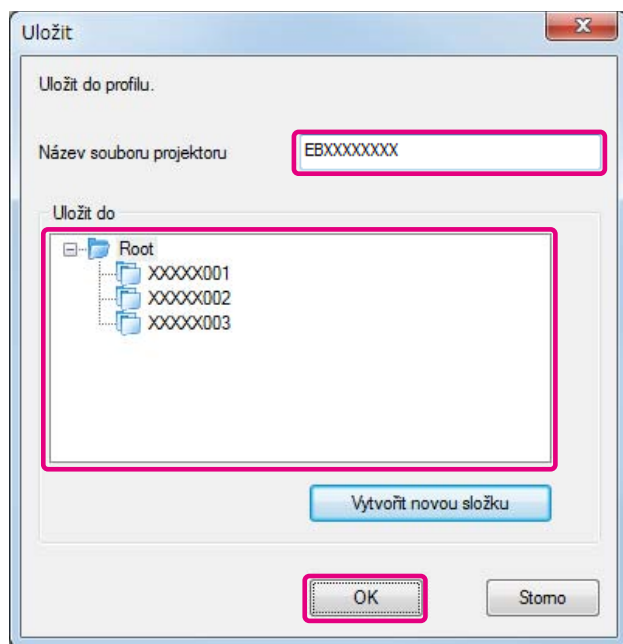 Uložit
Uložit do profilu.
Název souboru projektoru EBXXXXXXXX
Uložit do
Root
XXXXX001
XXXXX002
XXXXX003
Vytvořit novou složku
OK Storno